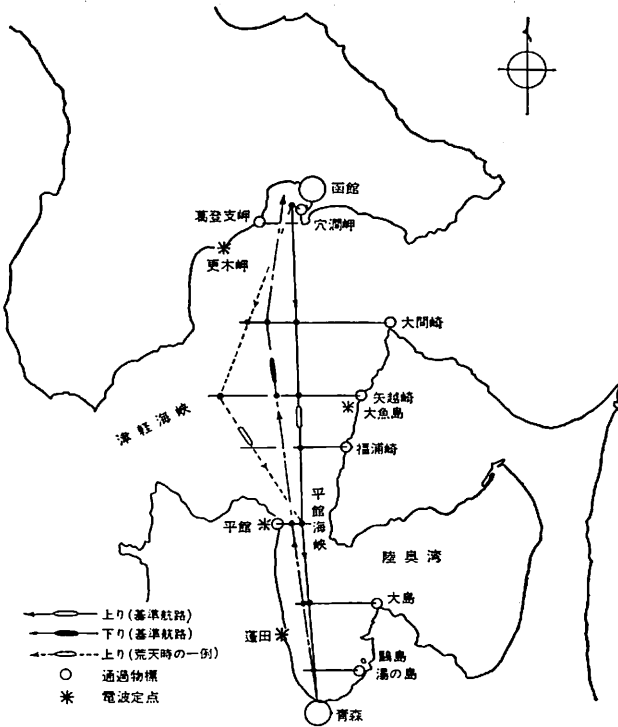 函館
葛登支岬
穴澗岬
更木岬
大間崎
矢越崎
大魚島
津軽海峡
福浦崎
平館海峡
平館
陸奥湾
大島
蓬田
鷗島
湯の島
青森
上り(基準航路)
下り(基準航路)
上り(荒天時の一例)
通過物標
電波定点